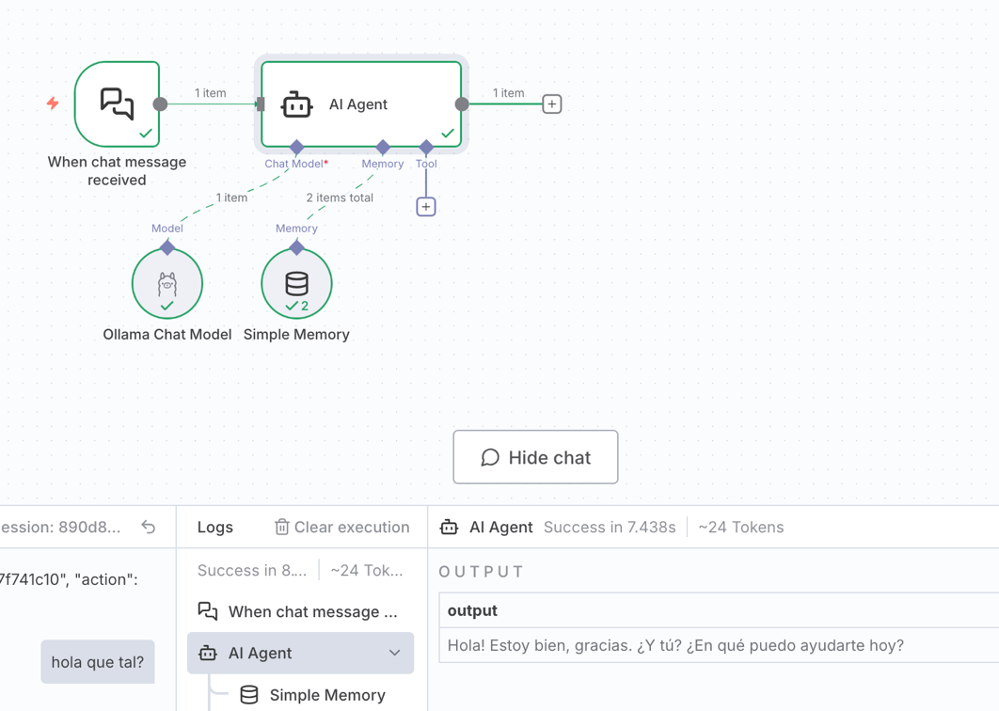 1 item
AI Agent
1 item
When chat message
received
Chat Model*
Memory
Tool
1 item
2 items total
Model
Memory
2
Ollama Chat Model
Simple Memory
Hide chat
ession: 890d8...
7f741c10", "action":
hola que tal?
Logs
Clear execution
Success in 8....
~24 Tok...
When chat message ...
AI Agent
Simple Memory
AI Agent
Success in 7.438s
~24 Tokens
OUTPUT
output
Hola! Estoy bien, gracias. ¿Y tú? ¿En qué puedo ayudarte hoy?